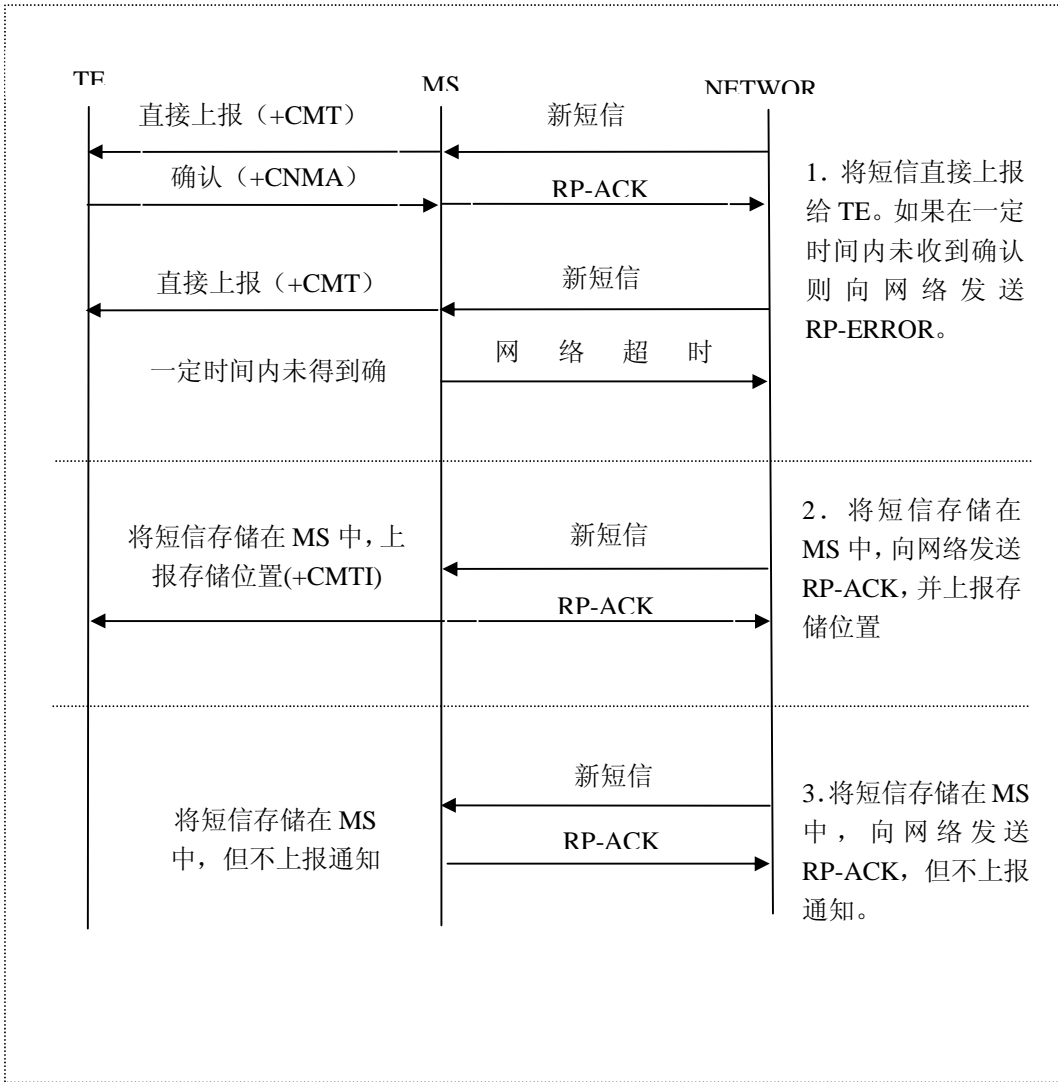 TE
MS
NETWOR
直接上报（+CMT）
新短信
确认（+CNMA）
RP-ACK
直接上报（+CMT）
新短信
一定时间内未得到确
网 络 超 时
1．将短信直接上报
给 TE。如果在一定
时间内未收到确认
则向网络发送
RP-ERROR。
将短信存储在 MS 中，上
报存储位置(+CMTI)
新短信
RP-ACK
2．将短信存储在
MS 中，向网络发送
RP-ACK，并上报存
储位置
将短信存储在 MS
中，但不上报通知
新短信
RP-ACK
3.将短信存储在 MS
中，向网络发送
RP-ACK，但不上报
通知。